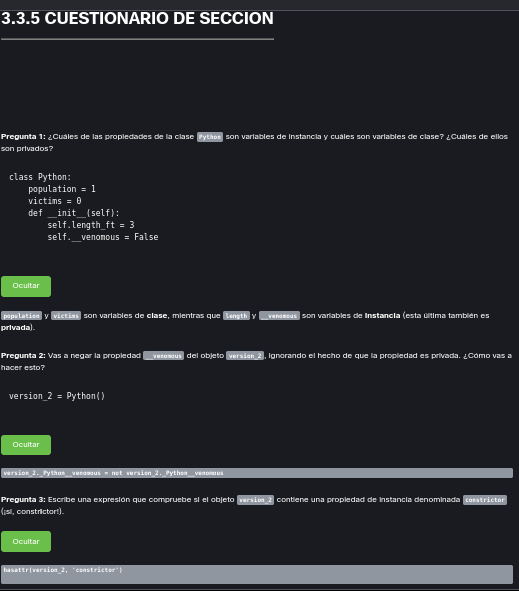 3.3.5 CUESTIONARIO DE SECCIÓN
Pregunta 1: ¿Cuáles de las propiedades de la clase Python son variables de instancia y cuáles son variables de clase? ¿Cuáles de ellos
son privados?
class Python:
    population = 1
    victims = 0
    def __init__(self):
        self.length_ft = 3
        self.__venomous = False
Ocultar
population y victims son variables de clase, mientras que length y __venomous son variables de instancia (esta última también es
privada).
Pregunta 2: Vas a negar la propiedad __venomous del objeto version_2, ignorando el hecho de que la propiedad es privada. ¿Cómo vas a
hacer esto?
version_2 = Python()
Ocultar
version_2._Python__venomous = not version_2._Python__venomous
Pregunta 3: Escribe una expresión que compruebe si el objeto version_2 contiene una propiedad de instancia denominada constrictor
(¡si, constrictor!).
Ocultar
hasattr(version_2, 'constrictor')